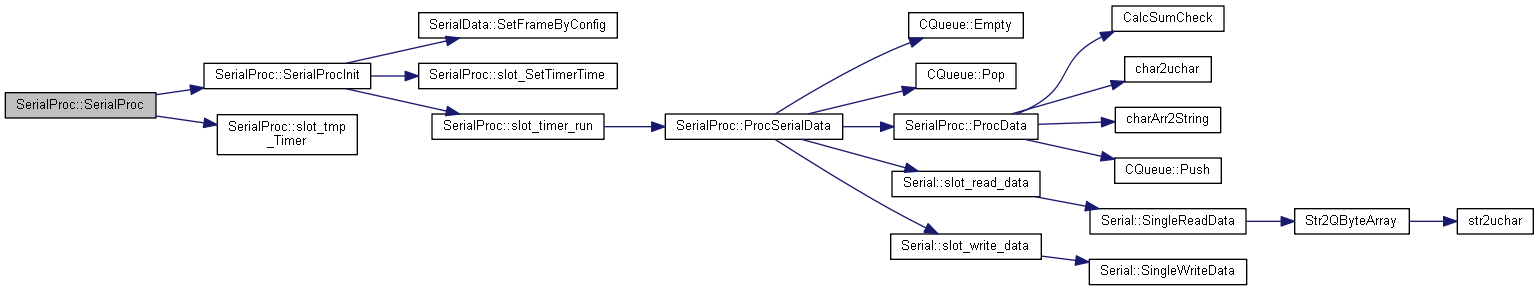 SerialProc::SerialProc
SerialProc::SerialProcInit
SerialProc::slot_tmp
_Timer
SerialData::SetFrameByConfig
SerialProc::slot_SetTimerTime
SerialProc::slot_timer_run
SerialProc::ProcSerialData
CQueue::Empty
CQueue::Pop
SerialProc::ProcData
Serial::slot_read_data
Serial::slot_write_data
CalcSumCheck
char2uchar
charArr2String
CQueue::Push
Serial::SingleReadData
Serial::SingleWriteData
Str2QByteArray
str2uchar